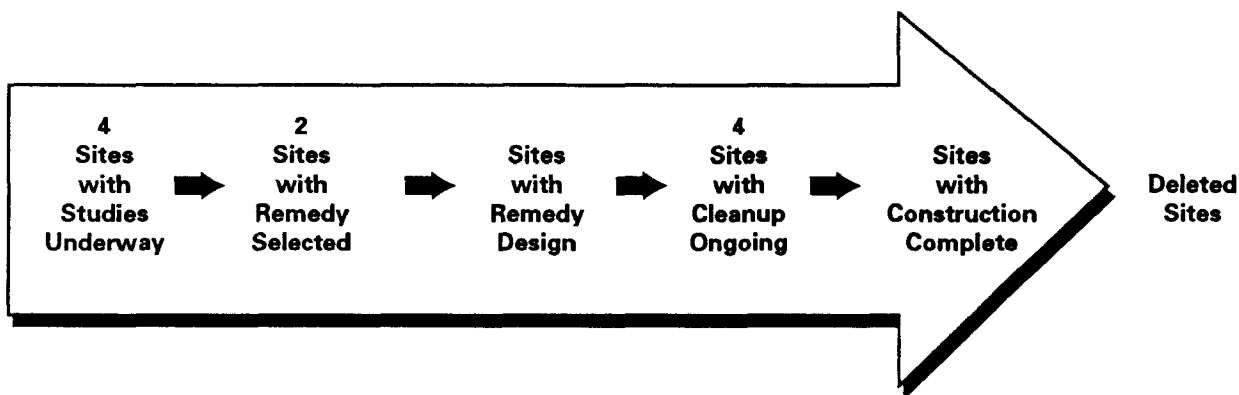 4
Sites
with
Studies
Underway
2
Sites
with
Remedy
Selected
Sites
with
Remedy
Design
4
Sites
with
Cleanup
Ongoing
Sites
with
Construction
Complete
Deleted
Sites